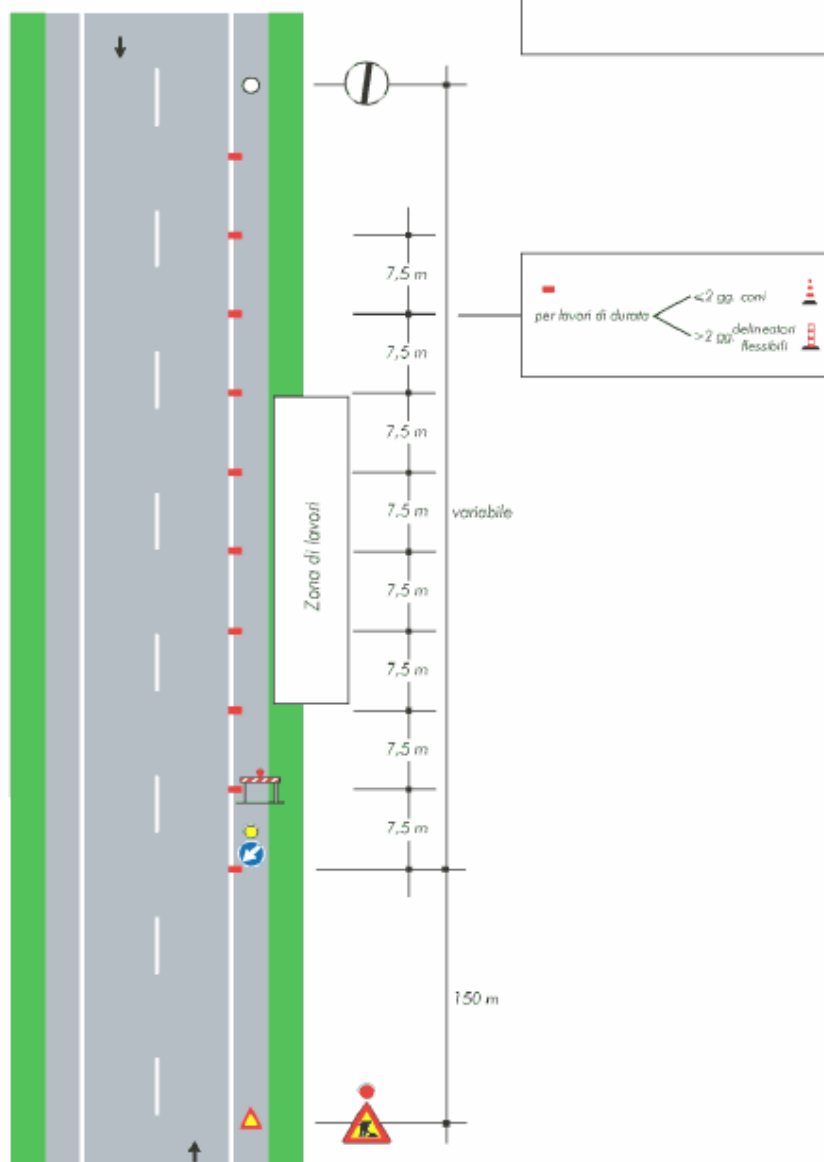 7,5 m
<2 gg. coni
per lavori di durata
>2 gg. delineatori
flessibili
7,5 m
7,5 m
7,5 m
variabile
Zona di lavori
7,5 m
7,5 m
7,5 m
7,5 m
150 m